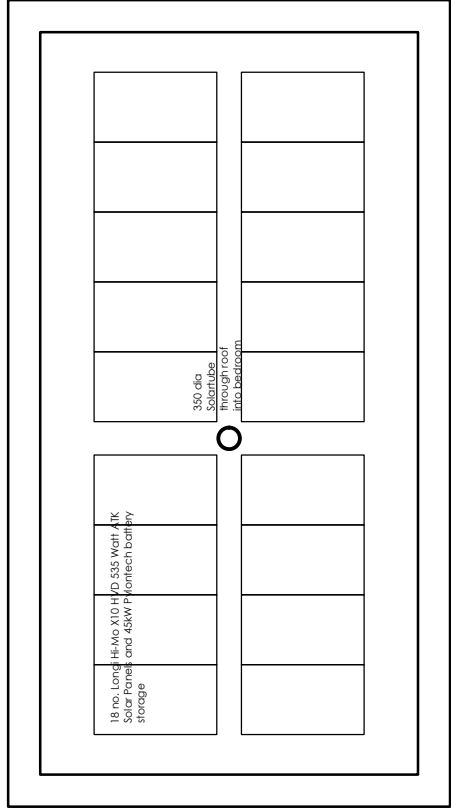 350 dia
Solartube
through roof
into bedroom
18 no. Longi Hi-Mo X10 HVD 535 Watt ATK
Solar Panels and 45kW Pylontech battery
storage